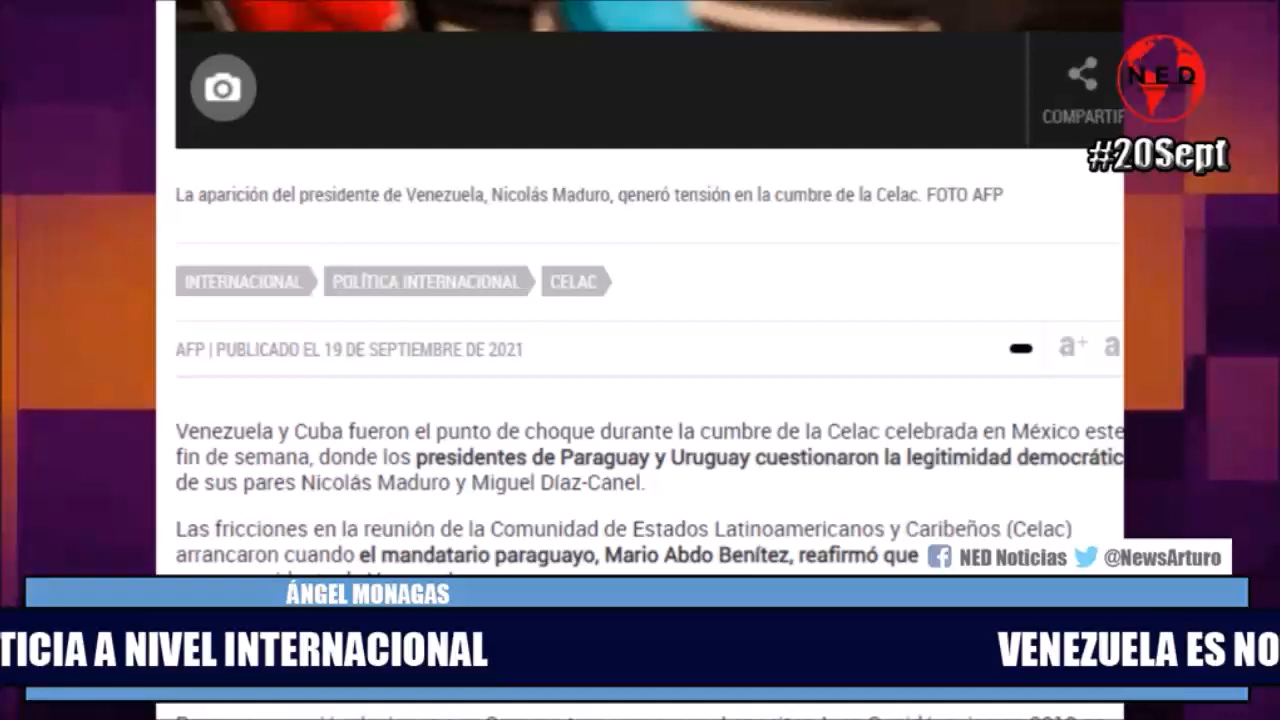 COMPARTIR
NED
#20Sept
La aparición del presidente de Venezuela, Nicolás Maduro, generó tensión en la cumbre de la Celac. FOTO AFP
INTERNACIONAL
POLÍTICA INTERNACIONAL
CELAC
AFP | PUBLICADO EL 19 DE SEPTIEMBRE DE 2021
a+ a
Venezuela y Cuba fueron el punto de choque durante la cumbre de la Celac celebrada en México este
fin de semana, donde los presidentes de Paraguay y Uruguay cuestionaron la legitimidad democrátic
de sus pares Nicolás Maduro y Miguel Díaz-Canel.
Las fricciones en la reunión de la Comunidad de Estados Latinoamericanos y Caribeños (Celac)
arrancaron cuando el mandatario paraguayo, Mario Abdo Benítez, reafirmó que
NED Noticias @NewsArturo
ÁNGEL MONAGAS
TICIA A NIVEL INTERNACIONAL VENEZUELA ES NO